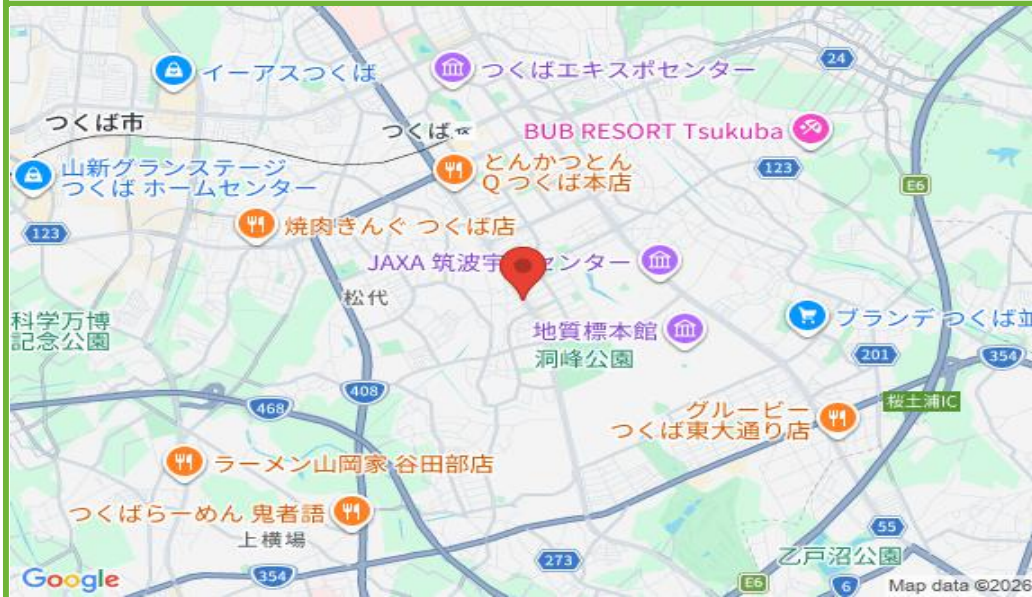 24
イーアスつくば
つくばエキスポセンター
つくば市
つくば
BUB RESORT Tsukuba
123
山新グランステージ
つくば ホームセンター
とんかつとん
Q つくば本店
E6
123
焼肉きんぐ つくば店
JAXA 筑波宇
センター
松代
科学万博
記念公園
地質標本館
洞峰公園
ブランデ つくば並
201
354
408
468
グルービー
つくば東大通り店
桜土浦IC
ラーメン山岡家 谷田部店
つくばらーめん 鬼者語
上横場
55
乙戸沼公園
273
354
E6
6
Google
Map data ©2026